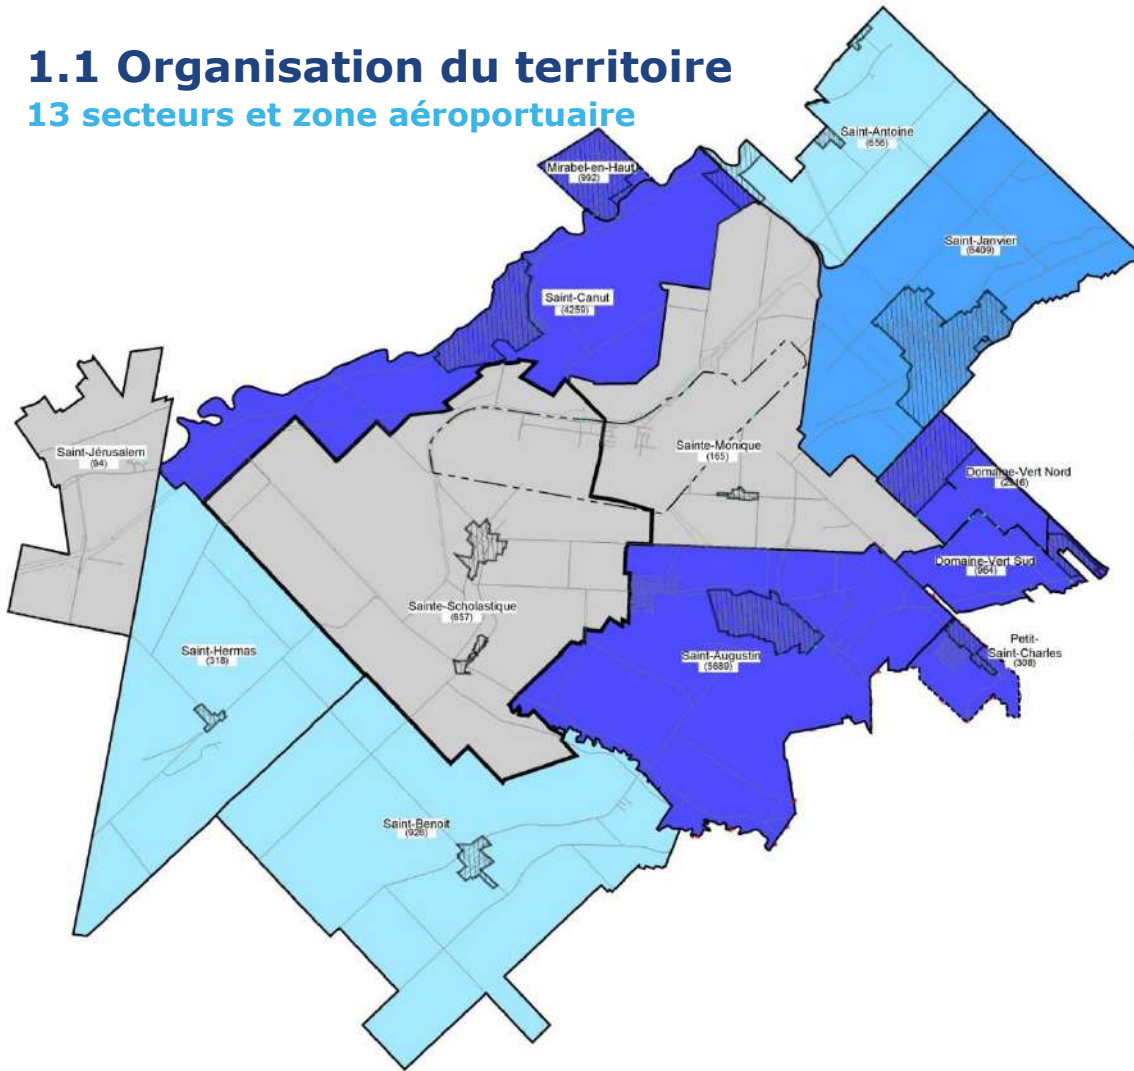 1.1 Organisation du territoire
13 secteurs et zone aéroportuaire
Saint-Antoine
(656)
Mirabel-en-Haut
(992)
Saint-Janvier
(6409)
Saint-Canut
(4259)
Saint-Jérusalem
(94)
Sainte-Monique
(165)
Domaine-Vert Nord
Domaine-Vert Sud
(964)
Sainte-Scholastique
(657)
Saint-Hermas
(318)
Saint-Augustin
(5689)
Petit-
Saint-Charles
(308)
Saint-Benoit
(926)